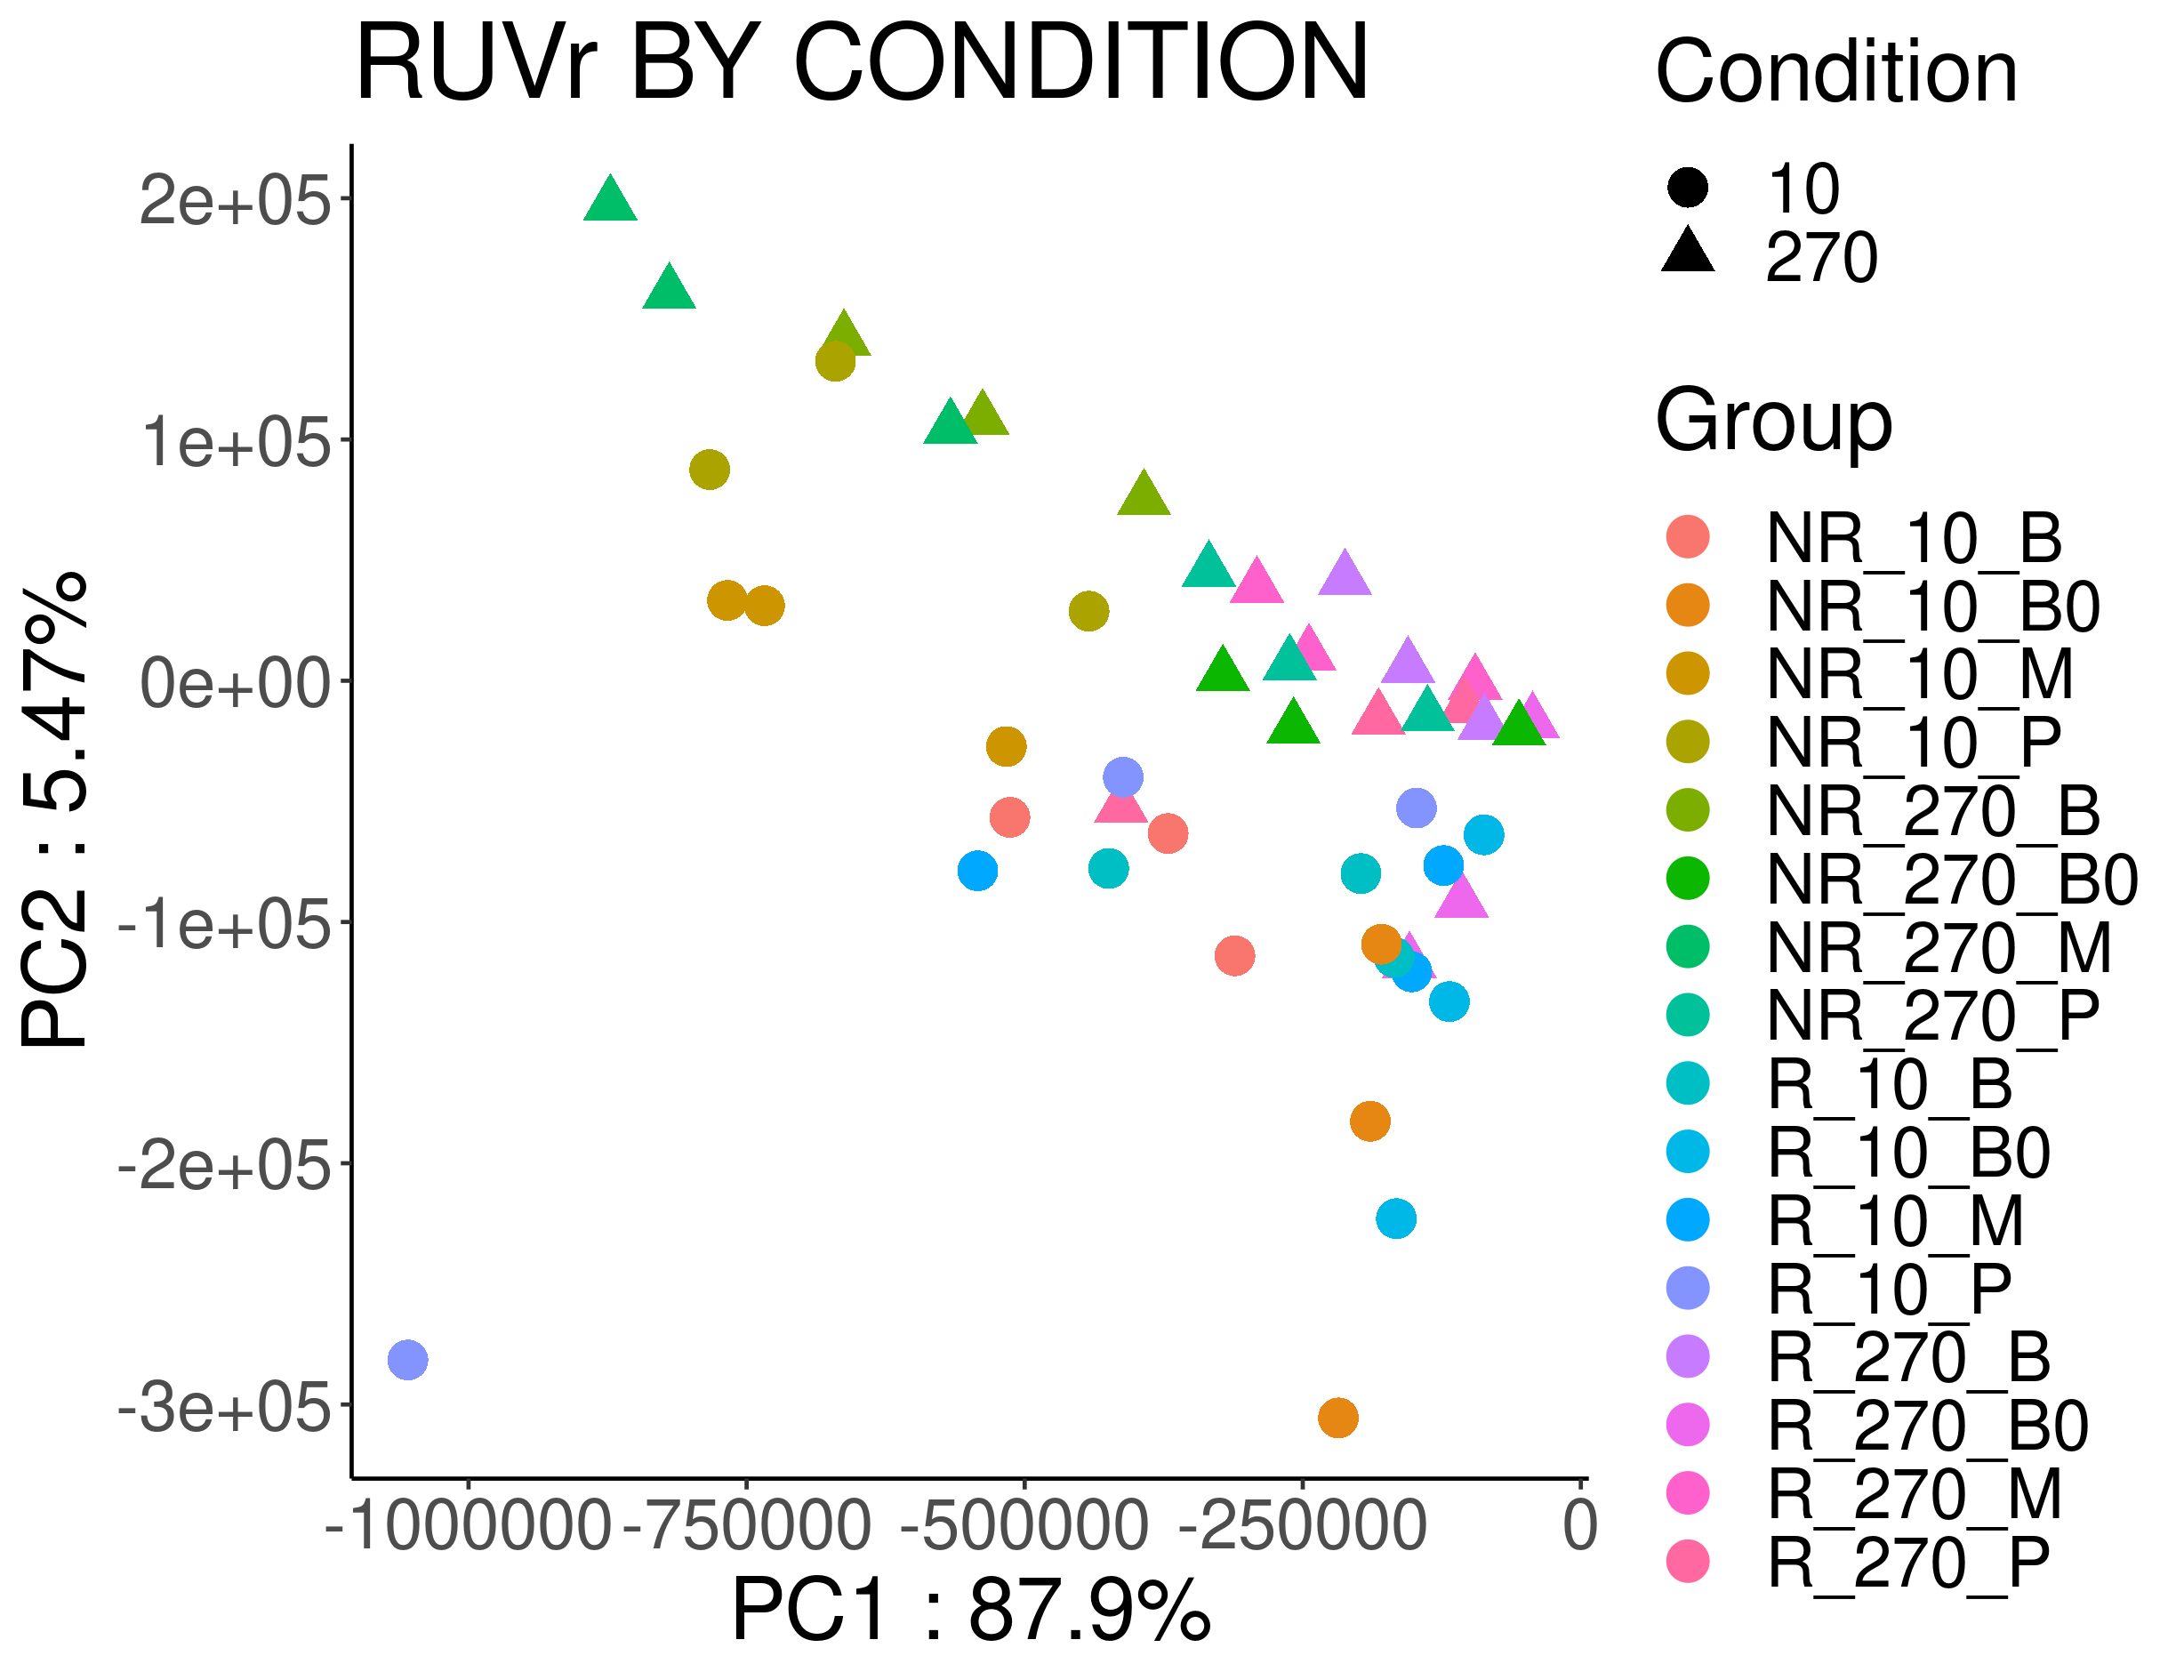 RUVr BY CONDITION
2e+05
1e+05
0e+00
-1e+05
-2e+05
-3e+05
PC2 : 5.47%
-1000000 -750000 -500000 -250000 0
PC1 : 87.9%
Condition
10
270
Group
NR_10_B
NR_10_B0
NR_10_M
NR_10_P
NR_270_B
NR_270_B0
NR_270_M
NR_270_P
R_10_B
R_10_B0
R_10_M
R_10_P
R_270_B
R_270_B0
R_270_M
R_270_P